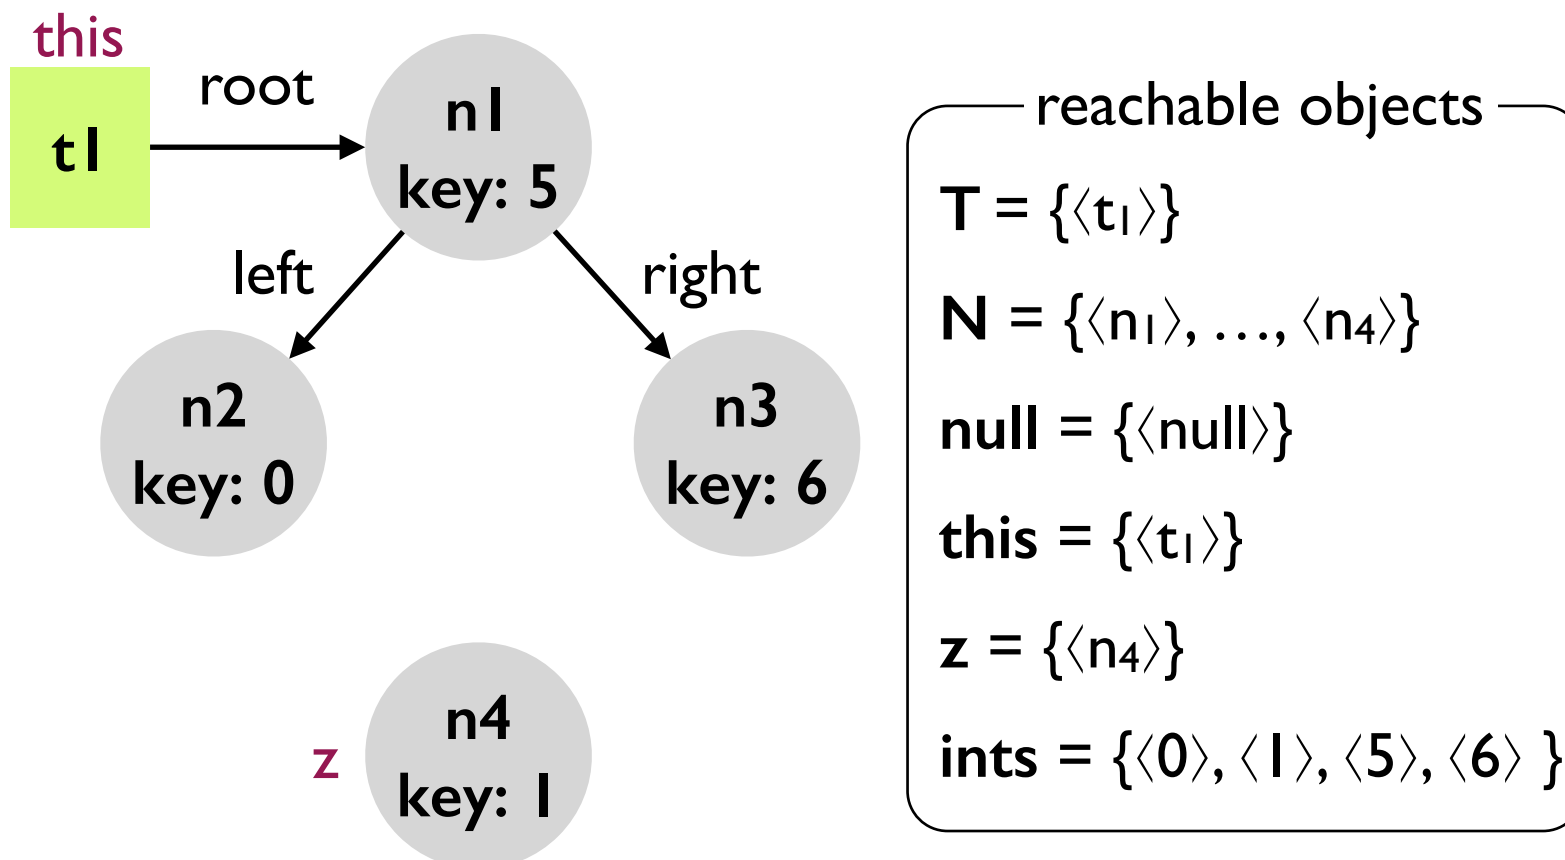 this
t1
root
n1
key: 5
left
right
n2
key: 0
n3
key: 6
z
n4
key: 1
reachable objects
T = {⟨t₁⟩}
N = {⟨n₁⟩, …, ⟨n₄⟩}
null = {⟨null⟩}
this = {⟨t₁⟩}
z = {⟨n₄⟩}
ints = {⟨0⟩, ⟨1⟩, ⟨5⟩, ⟨6⟩ }